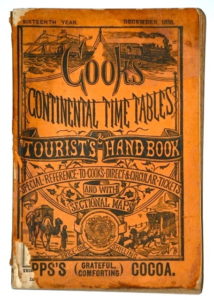 SIXTEENTH YEAR. DECEMBER, 1888.
Cook's
CONTINENTAL TIME TABLES
&
TOURIST'S HAND BOOK
SPECIAL REFERENCE TO COOK'S DIRECT & CIRCULAR TICKETS
AND WITH
SECTIONAL MAPS
EPPS'S GRATEFUL COMFORTING COCOA.